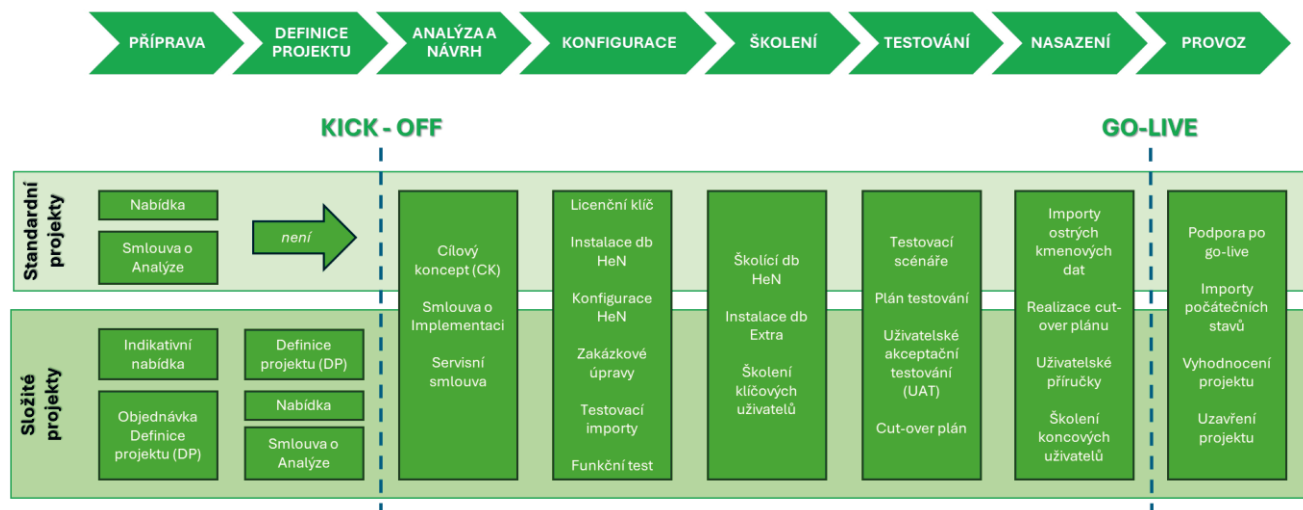 PŘÍPRAVA
DEFINICE
PROJEKTU
ANALÝZA A
NÁVRH
KONFIGURACE
ŠKOLENÍ
TESTOVÁNÍ
NASAZENÍ
PROVOZ
KICK - OFF
GO-LIVE
Standardní
projekty
Nabídka
Smlouva o
Analýze
není
Složité
projekty
Indikativní
nabídka
Objednávka
Definice
projektu (DP)
Definice
projektu (DP)
Nabídka
Smlouva o
Analýze
Cílový
koncept (CK)
Smlouva o
Implementaci
Servisní
smlouva
Licenční klíč
Instalace db
HeN
Konfigurace
HeN
Zakázkové
úpravy
Testovací
importy
Funkční test
Školící db
HeN
Instalace db
Extra
Školení
klíčových
uživatelů
Testovací
scénáře
Plán testování
Uživatelské
akceptační
testování
(UAT)
Cut-over plán
Importy
ostrých
kmenových
dat
Realizace cut-
over plánu
Uživatelské
příručky
Školení
koncových
uživatelů
Podpora po
go-live
Importy
počátečních
stavů
Vyhodnocení
projektu
Uzavření
projektu